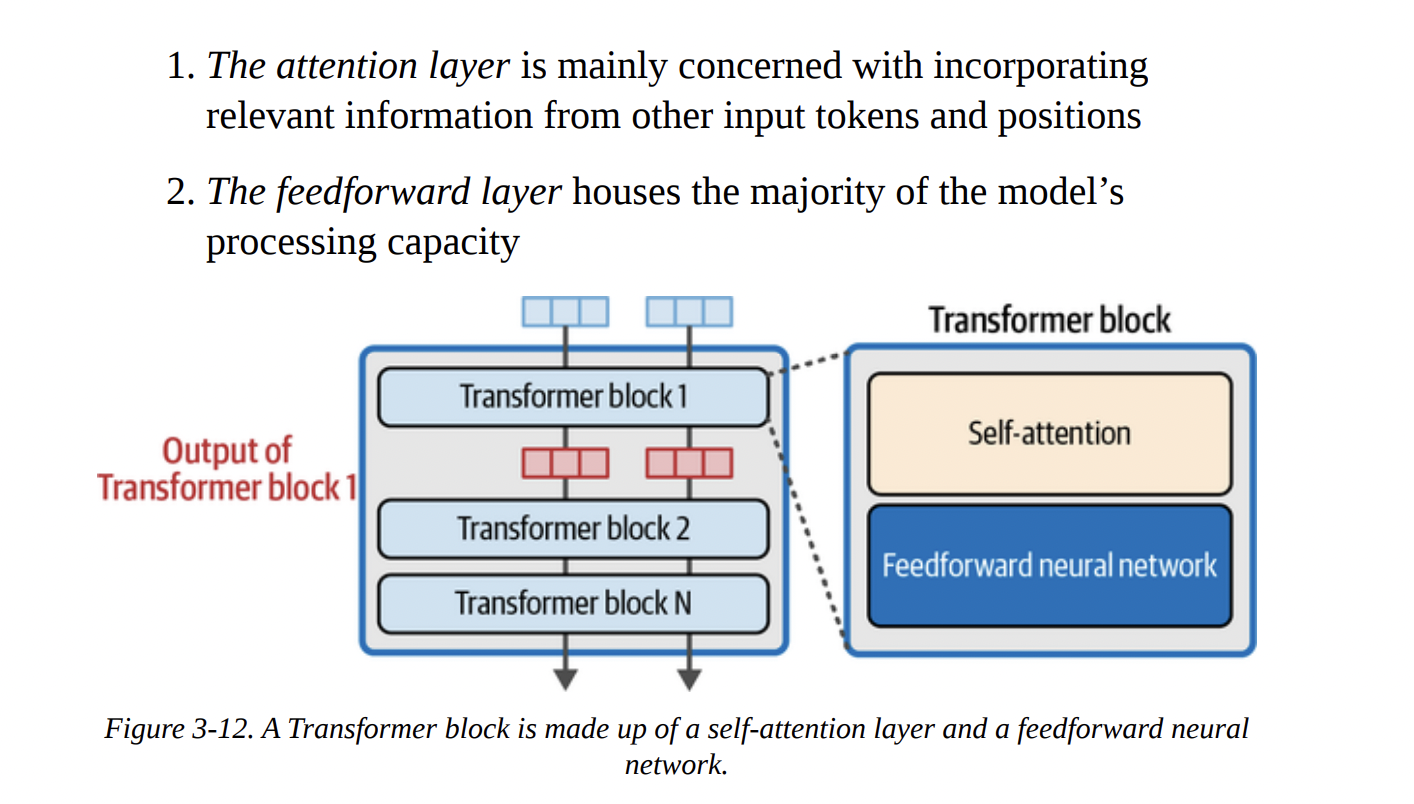 1. The attention layer is mainly concerned with incorporating
relevant information from other input tokens and positions
2. The feedforward layer houses the majority of the model’s
processing capacity
Transformer block
Transformer block 1
Self-attention
Output of
Transformer block 1
Transformer block 2
Feedforward neural network
Transformer block N
Figure 3-12. A Transformer block is made up of a self-attention layer and a feedforward neural
network.